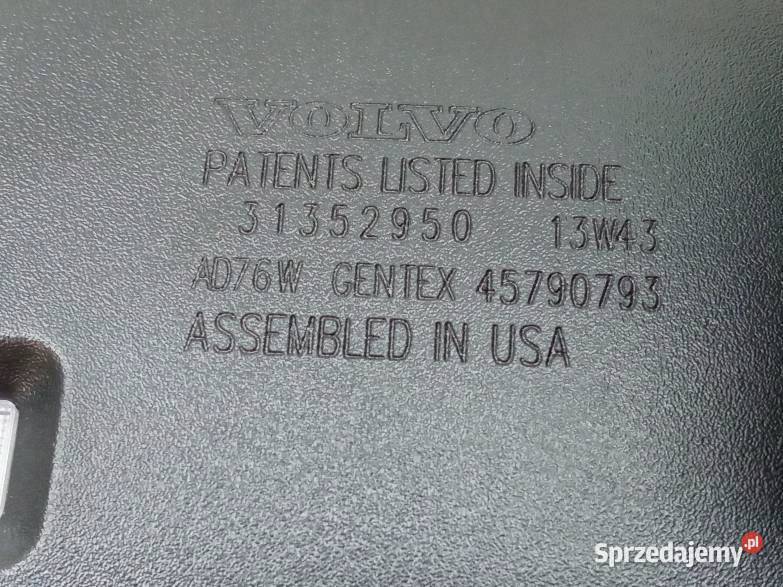 VOLVO
PATENTS LISTED INSIDE
31352950 13W43
AD76W GENTEX 45790793
ASSEMBLED IN USA
Sprzedajemy.pl